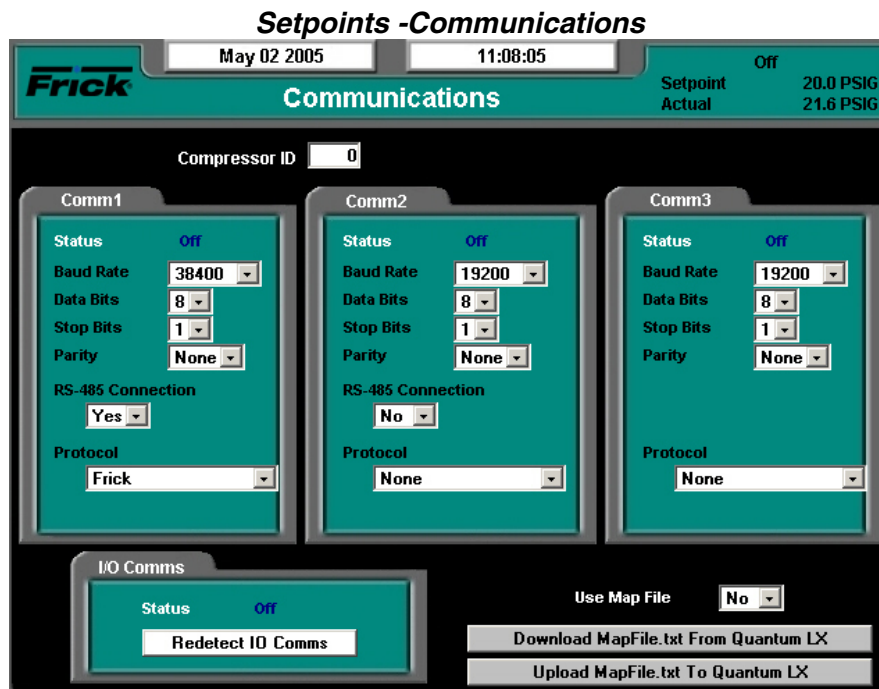 Setpoints -Communications
May 02 2005
11:08:05
Frick
Communications
Off
Setpoint 20.0 PSIG
Actual 21.6 PSIG
Compressor ID 0
Comm1
Status Off
Baud Rate 38400
Data Bits 8
Stop Bits 1
Parity None
RS-485 Connection
Yes
Protocol
Frick
Comm2
Status Off
Baud Rate 19200
Data Bits 8
Stop Bits 1
Parity None
RS-485 Connection
No
Protocol
None
Comm3
Status Off
Baud Rate 19200
Data Bits 8
Stop Bits 1
Parity None
Protocol
None
I/O Comms
Status Off
Redetect IO Comms
Use Map File No
Download MapFile.txt From Quantum LX
Upload MapFile.txt To Quantum LX